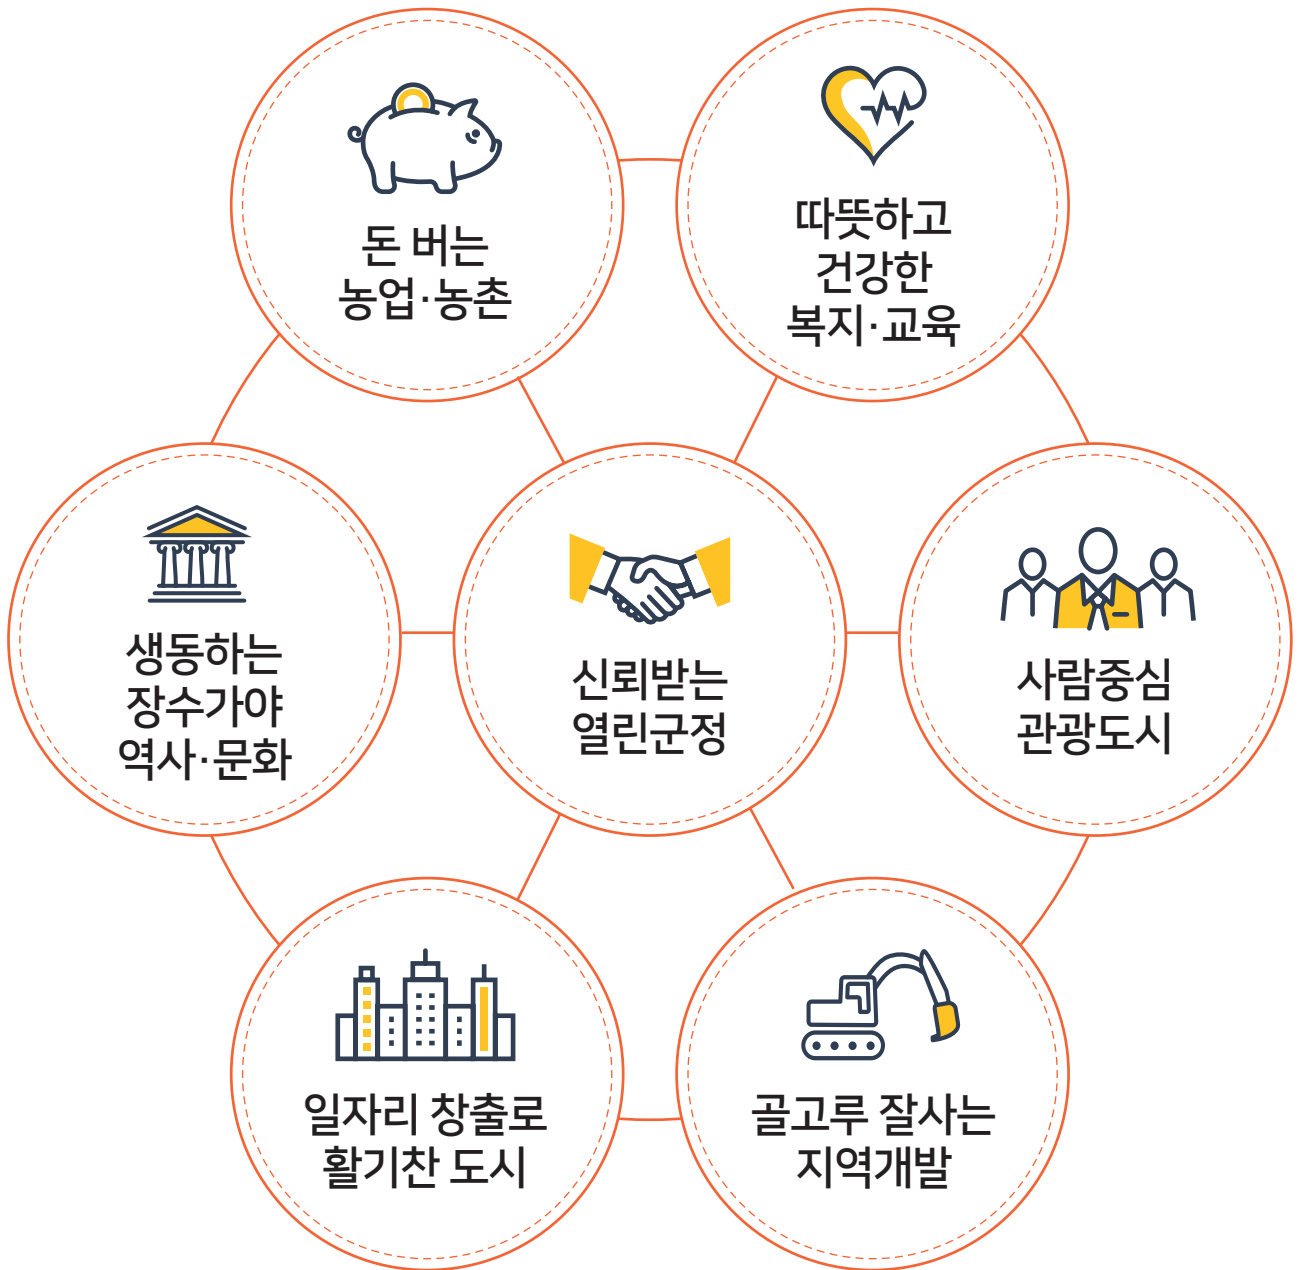 돈 버는
농업·농촌
따뜻하고
건강한
복지·교육
생동하는
장수가야
역사·문화
신뢰받는
열린군정
사람중심
관광도시
일자리 창출로
활기찬 도시
골고루 잘사는
지역개발